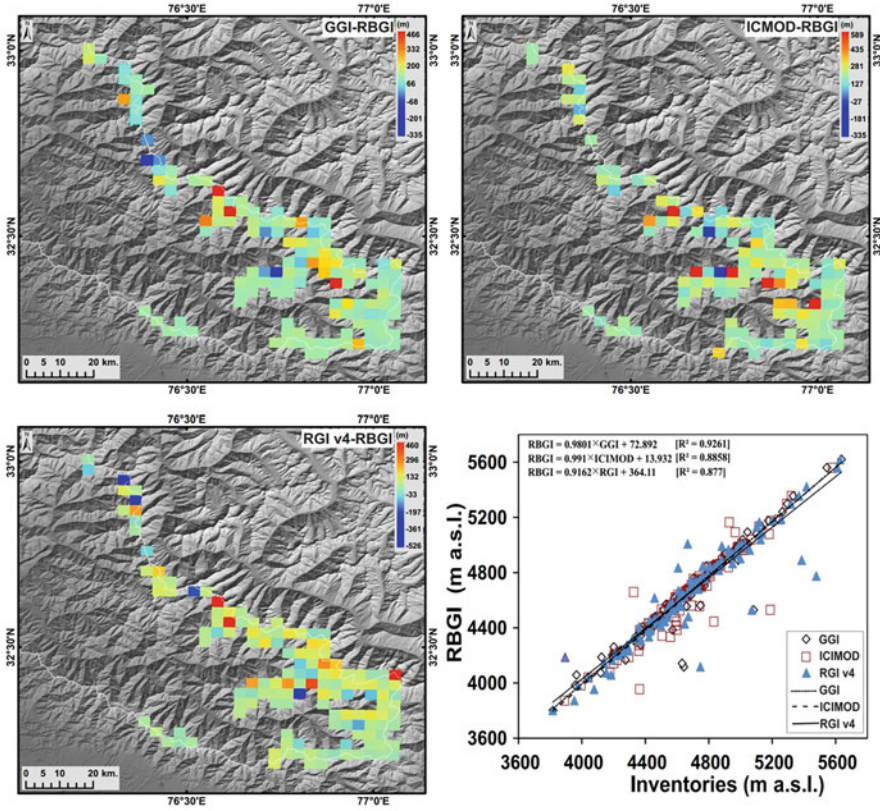 76°30'E
77°0'E
76°30'E
77°0'E
N
GGI-RBGI
(m)
466
332
199
66
-68
-201
-335
33°0'N
32°30'N
0 5 10 20 km.
N
ICMOD-RBGI
(m)
589
435
281
127
-27
-181
-335
33°0'N
32°30'N
0 5 10 20 km.
76°30'E
77°0'E
76°30'E
77°0'E
N
RGI v4-RBGI
(m)
460
296
132
-33
-197
-361
-526
33°0'N
32°30'N
0 5 10 20 km.
76°30'E
77°0'E
RBGI = 0.9801×GGI + 72.892 [R² = 0.9261]
RBGI = 0.991×ICIMOD + 13.932 [R² = 0.8858]
RBGI = 0.9162×RGI + 364.11 [R² = 0.877]
RBGI (m a.s.l.)
5600
5200
4800
4400
4000
3600
GGI
ICIMOD
RGI v4
GGI
ICIMOD
RGI v4
3600 4000 4400 4800 5200 5600
Inventories (m a.s.l.)